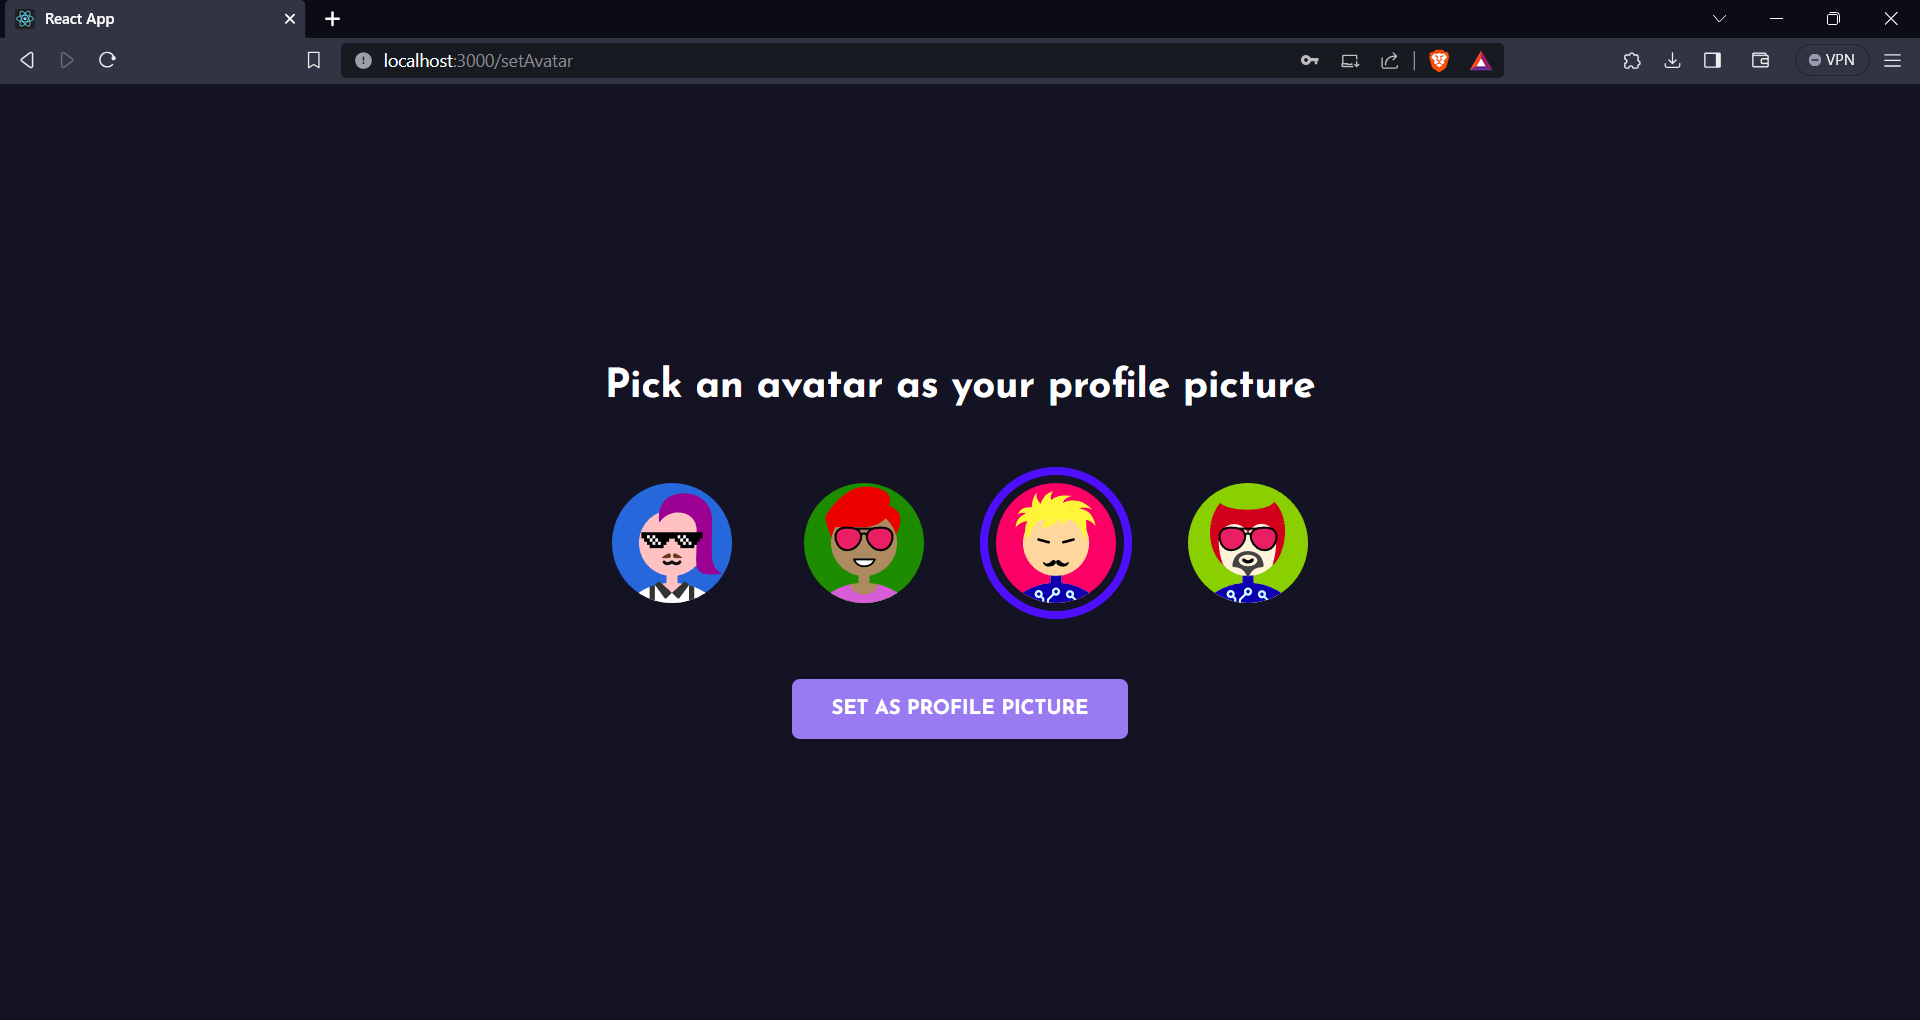 React App
localhost:3000/setAvatar
VPN
Pick an avatar as your profile picture
SET AS PROFILE PICTURE